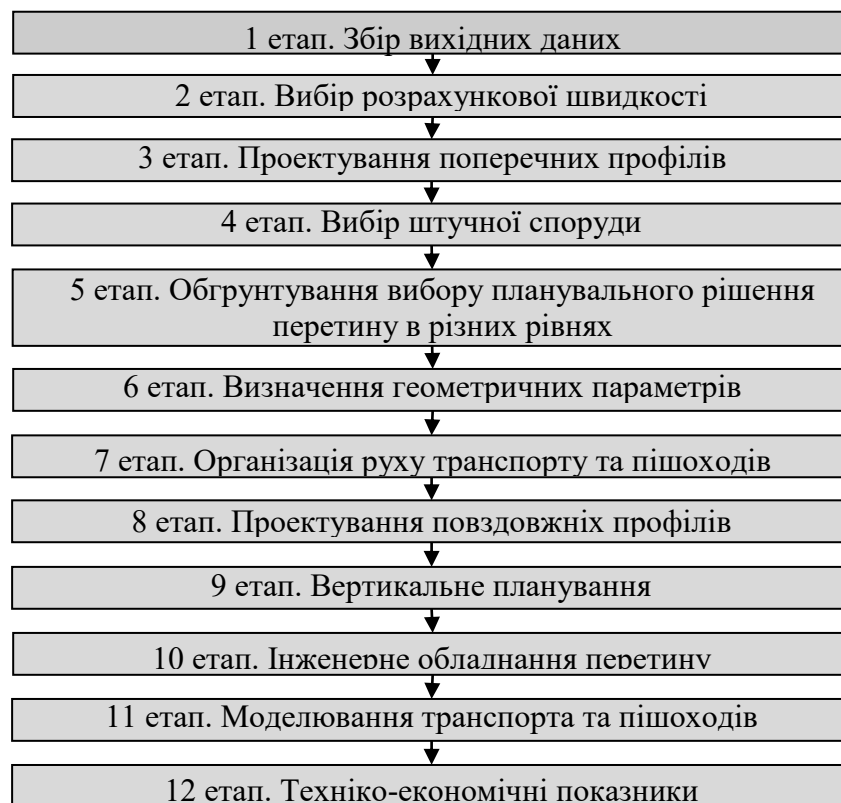 1 етап. Збір вихідних даних
2 етап. Вибір розрахункової швидкості
3 етап. Проектування поперечних профілів
4 етап. Вибір штучної споруди
5 етап. Обгрунтування вибору планувального рішення
перетину в різних рівнях
6 етап. Визначення геометричних параметрів
7 етап. Організація руху транспорту та пішоходів
8 етап. Проектування повздовжніх профілів
9 етап. Вертикальне планування
10 етап. Інженерне обладнання перетину
11 етап. Моделювання транспорта та пішоходів
12 етап. Техніко-економічні показники